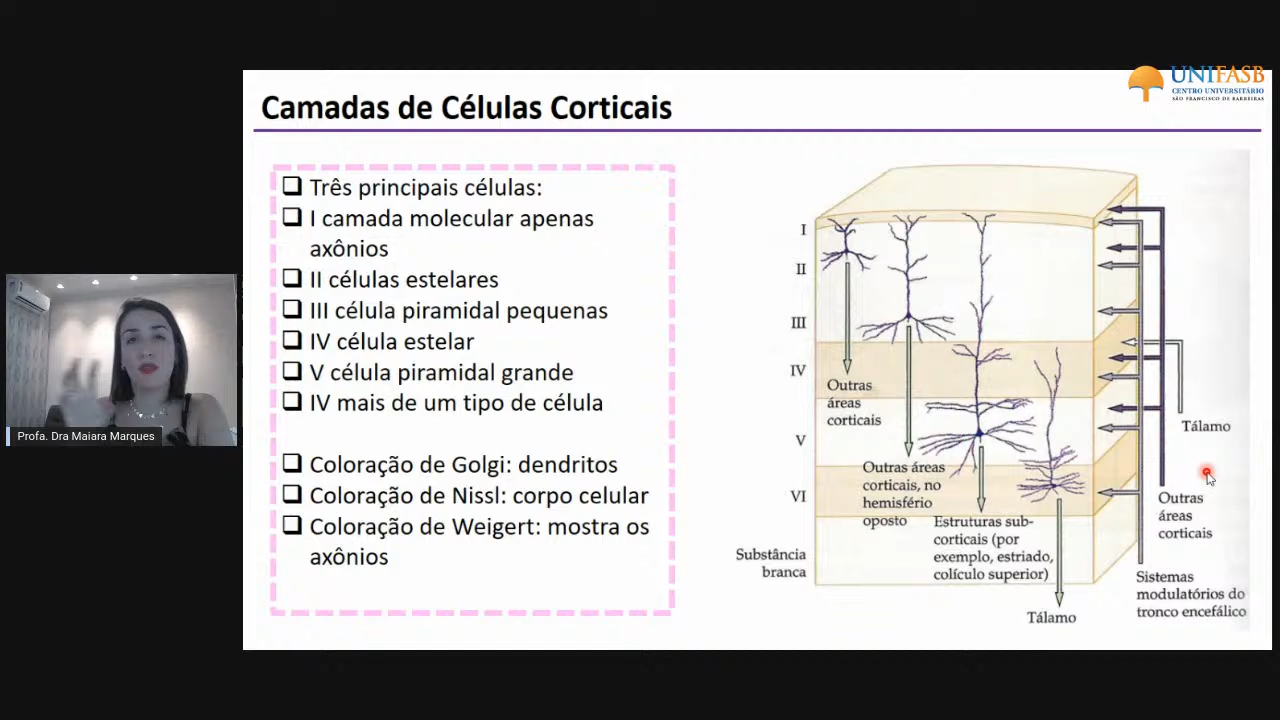 UNIFASB
CENTRO UNIVERSITÁRIO
SÃO FRANCISCO DE BARREIRAS
Camadas de Células Corticais
Três principais células:
I camada molecular apenas
axônios
II células estelares
III célula piramidal pequenas
IV célula estelar
V célula piramidal grande
IV mais de um tipo de célula
Coloração de Golgi: dendritos
Coloração de Nissl: corpo celular
Coloração de Weigert: mostra os
axônios
I
II
III
IV
V
VI
Substância
branca
Outras
áreas
corticais
Outras áreas
corticais, no
hemisfério
oposto
Estruturas sub-
corticais (por
exemplo, estriado,
colículo superior)
Tálamo
Tálamo
Outras
áreas
corticais
Sistemas
modulatórios do
tronco encefálico
Profa. Dra Maiara Marques